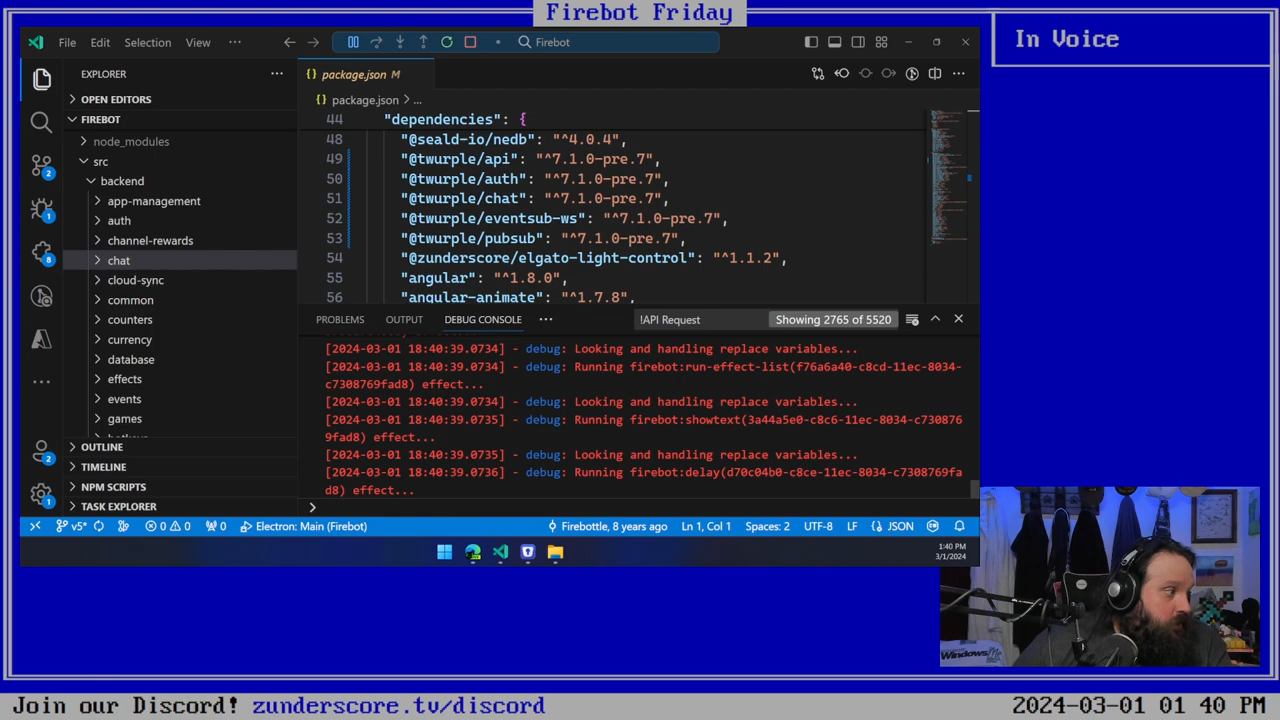 Firebot Friday
In Voice
File Edit Selection View ...
Firebot
EXPLORER
OPEN EDITORS
FIREBOT
node_modules
src
backend
app-management
auth
channel-rewards
chat
cloud-sync
common
counters
currency
database
effects
events
games
OUTLINE
TIMELINE
NPM SCRIPTS
TASK EXPLORER
2
1
8
2
1
{} package.json M
{} package.json > ...
44 "dependencies": {
48 "@seald-io/nedb": "^4.0.4",
49 "@twurple/api": "^7.1.0-pre.7",
50 "@twurple/auth": "^7.1.0-pre.7",
51 "@twurple/chat": "^7.1.0-pre.7",
52 "@twurple/eventsub-ws": "^7.1.0-pre.7",
53 "@twurple/pubsub": "^7.1.0-pre.7",
54 "@zunderscore/elgato-light-control": "^1.1.2",
55 "angular": "^1.8.0",
56 "angular-animate": "^1.7.8",
PROBLEMS OUTPUT DEBUG CONSOLE ... !API Request Showing 2765 of 5520
[2024-03-01 18:40:39.0734] - debug: Looking and handling replace variables...
[2024-03-01 18:40:39.0734] - debug: Running firebot:run-effect-list(f76a6a40-c8cd-11ec-8034-
c7308769fad8) effect...
[2024-03-01 18:40:39.0734] - debug: Looking and handling replace variables...
[2024-03-01 18:40:39.0735] - debug: Running firebot:showtext(3a44a5e0-c8c6-11ec-8034-c730876
9fad8) effect...
[2024-03-01 18:40:39.0735] - debug: Looking and handling replace variables...
[2024-03-01 18:40:39.0736] - debug: Running firebot:delay(d70c04b0-c8ce-11ec-8034-c7308769fa
d8) effect...
v5* 0 0 0 Electron: Main (Firebot) Firebottle, 8 years ago Ln 1, Col 1 Spaces: 2 UTF-8 LF {} JSON
1:40 PM
3/1/2024
Windows Me
Join our Discord! zunderscore.tv/discord
2024-03-01 01:40 PM